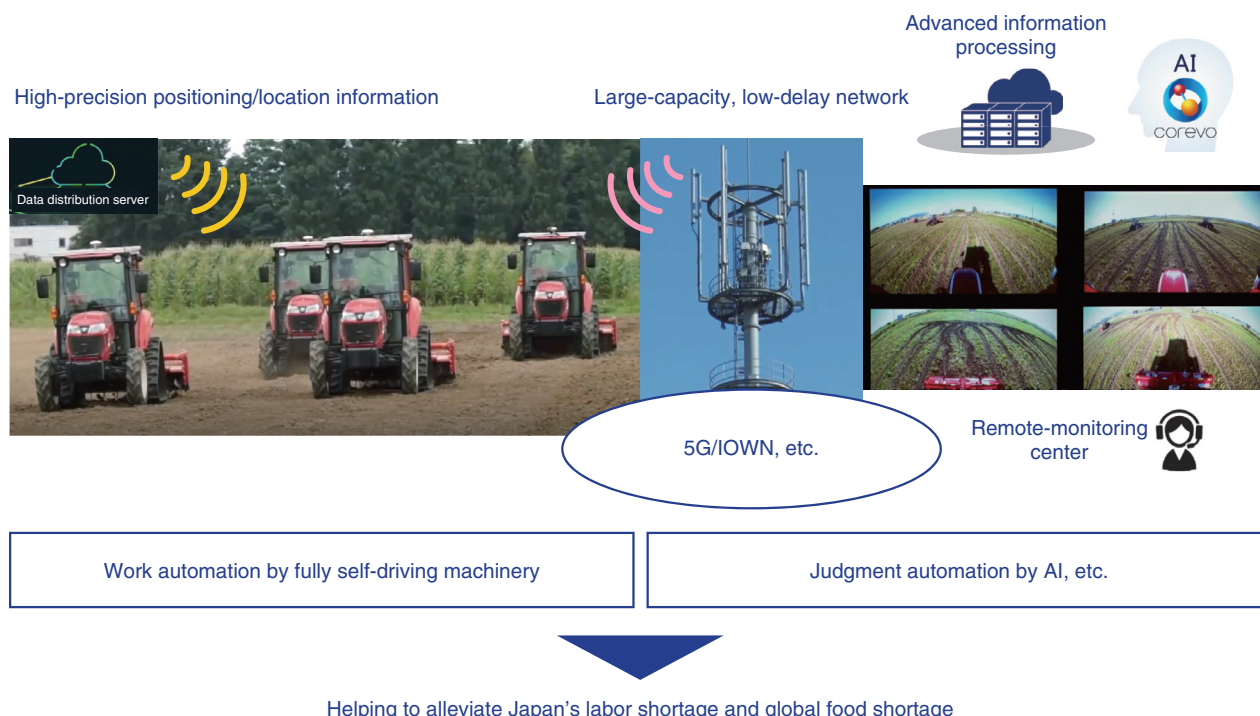 Advanced information
processing
AI
corevo
High-precision positioning/location information
Large-capacity, low-delay network
Data distribution server
Remote-monitoring
center
5G/IOWN, etc.
Work automation by fully self-driving machinery
Judgment automation by AI, etc.
Helping to alleviate Japan’s labor shortage and global food shortage